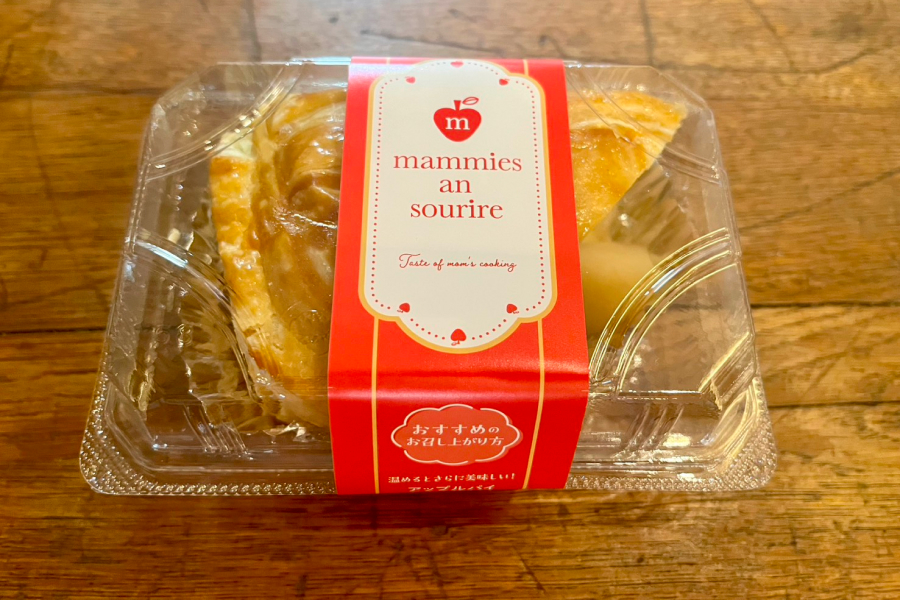 m
mammies
an
sourire
Taste of mom's cooking
おすすめの
お召し上がり方
温めるとさらに美味しい!
アップルパイ